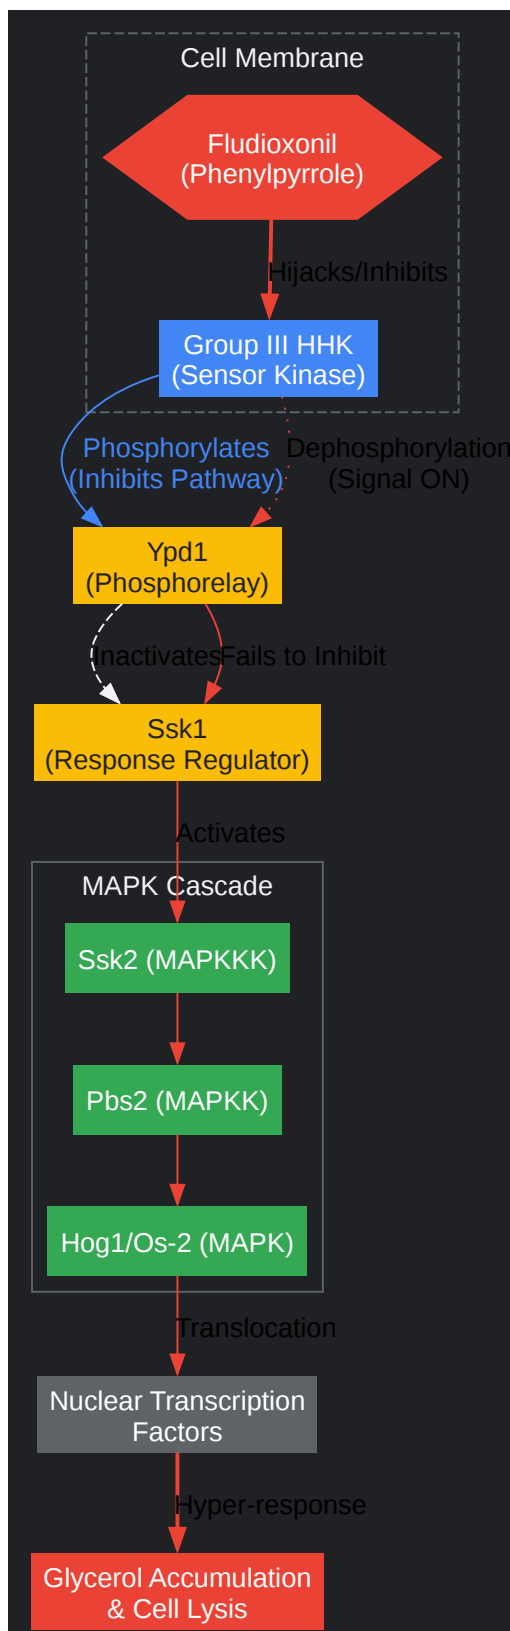 Cell Membrane
Fludioxonil
(Phenylpyrrole)
Hijacks/Inhibits
Group III HHK
(Sensor Kinase)
Phosphorylates
(Inhibits Pathway)
Dephosphorylation
(Signal ON)
Ypd1
(Phosphorelay)
Inactivates
Fails to Inhibit
Ssk1
(Response Regulator)
Activates
MAPK Cascade
Ssk2 (MAPKKK)
Pbs2 (MAPKK)
Hog1/Os-2 (MAPK)
Translocation
Nuclear Transcription
Factors
Hyper-response
Glycerol Accumulation
& Cell Lysis